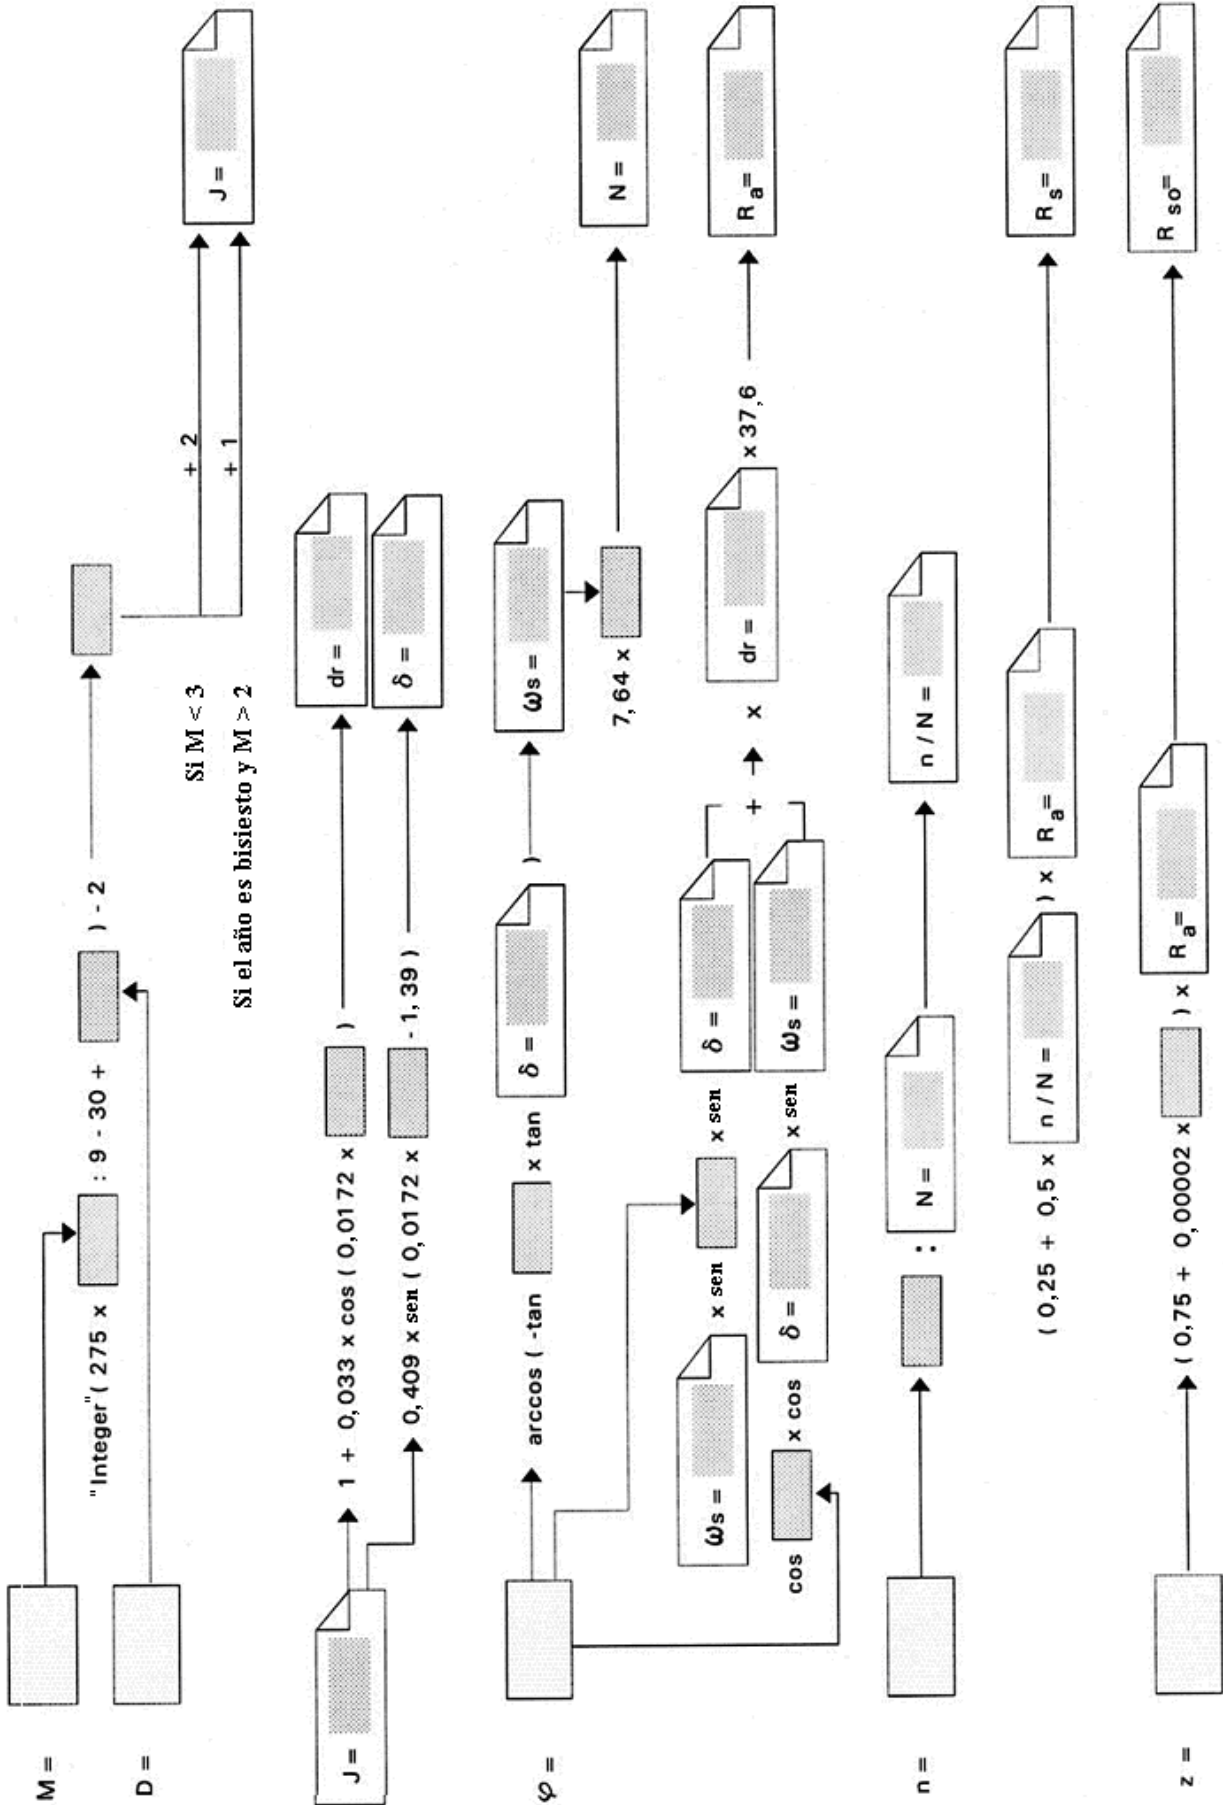 M =
"Integer" ( 275 x : 9 - 30 + ) - 2
D =
Si M < 3
+ 2
Si el año es bisiesto y M > 2
+ 1
J =
J =
1 + 0,033 x cos ( 0,0172 x )
dr =
0,409 x sen ( 0,0172 x - 1,39 )
δ =
φ =
arccos ( -tan x tan δ = )
ωs =
7,64 x
N =
ωs = x sen x sen δ =
+ x dr = x 37,6
Ra=
cos x cos δ = x sen ωs =
n =
: N =
n / N =
( 0,25 + 0,5 x n / N = ) x Ra=
Rs=
z =
( 0,75 + 0,00002 x ) x Ra=
Rso=